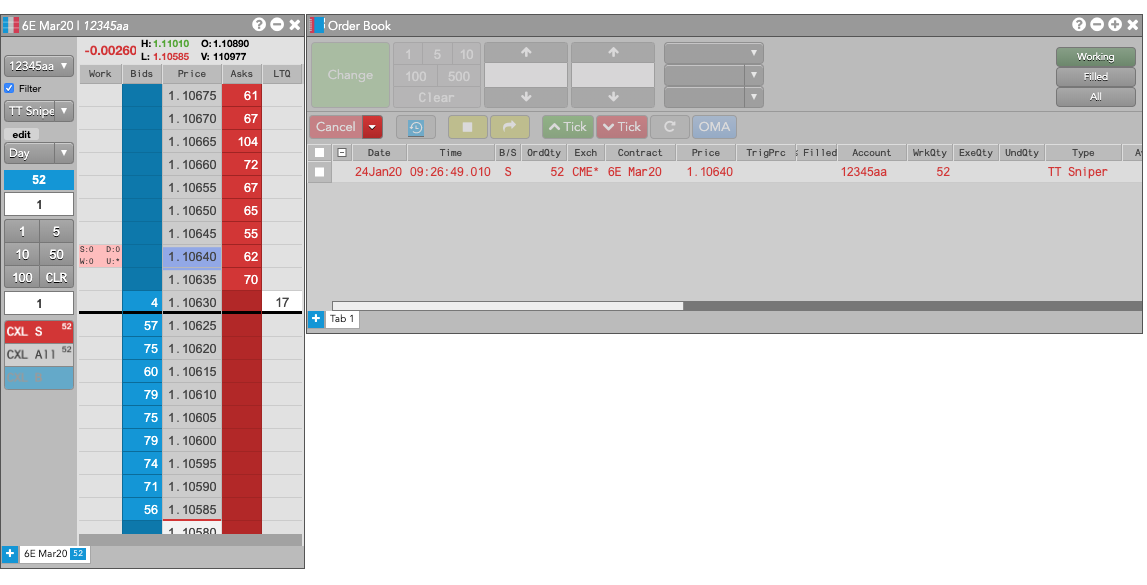 6E Mar20 | 12345aa
-0.00260
H: 1.11010 O: 1.10890
L: 1.10585 V: 110977
12345aa
Filter
TT Snipe
edit
Day
52
1
1 5
10 50
100 CLR
1
CXL S 52
CXL All 52
Work Bids Price Asks LTQ
1.10675 61
1.10670 67
1.10665 104
1.10660 72
1.10655 67
1.10650 65
1.10645 55
S:0 D:0
W:0 U:*
1.10640 62
1.10635 70
4 1.10630 17
57 1.10625
75 1.10620
60 1.10615
79 1.10610
75 1.10605
79 1.10600
74 1.10595
71 1.10590
56 1.10585
1.10580
6E Mar20 52
Order Book
Change
1 5 10
100 500
Clear
Working
Filled
All
Cancel Tick Tick C OMA
Date Time B/S OrdQty Exch Contract Price TrigPrc Filled Account WrkQty ExeQty UndQty Type
24Jan20 09:26:49.010 S 52 CME* 6E Mar20 1.10640 12345aa 52 TT Sniper
Tab 1